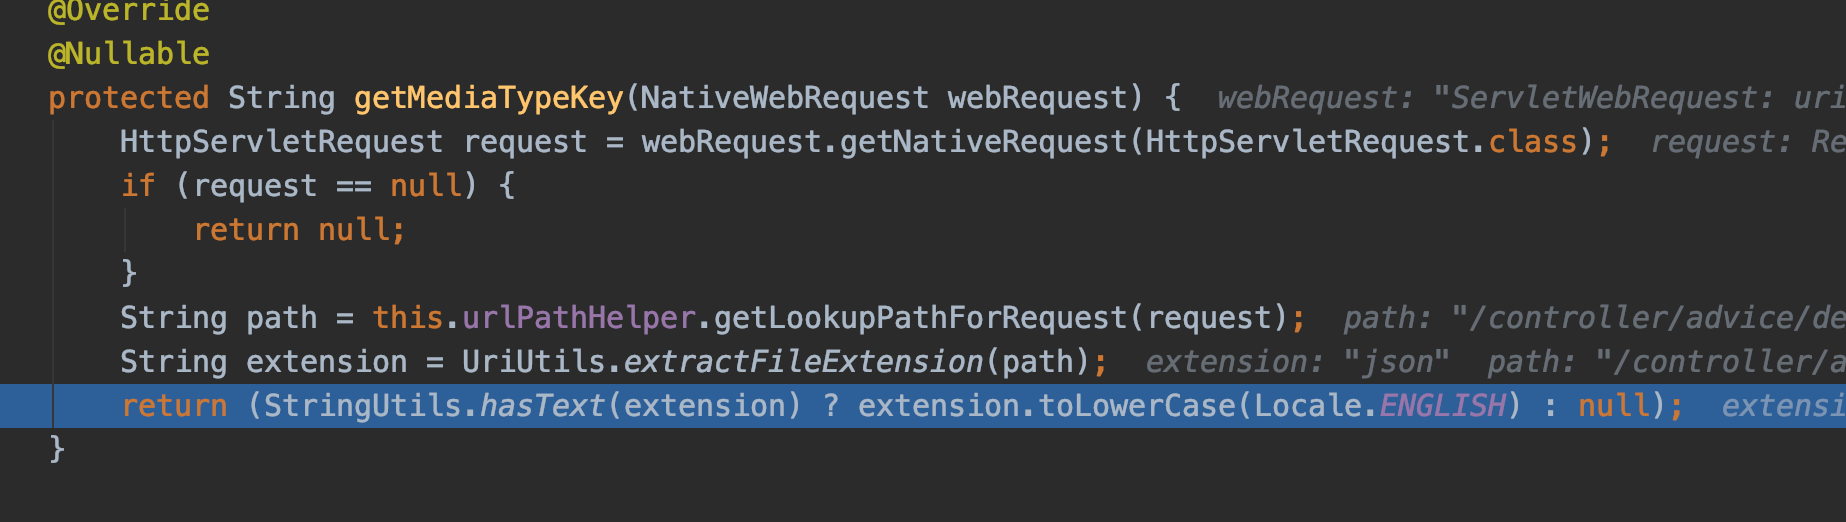 @Override
@Nullable
protected String getMediaTypeKey(NativeWebRequest webRequest) { webRequest: "ServletWebRequest: uri
HttpServletRequest request = webRequest.getNativeRequest(HttpServletRequest.class); request: Re
if (request == null) {
return null;
}
String path = this.urlPathHelper.getLookupPathForRequest(request); path: "/controller/advice/de
String extension = UriUtils.extractFileExtension(path); extension: "json" path: "/controller/a
return (StringUtils.hasText(extension) ? extension.toLowerCase(Locale.ENGLISH) : null); extensi
}